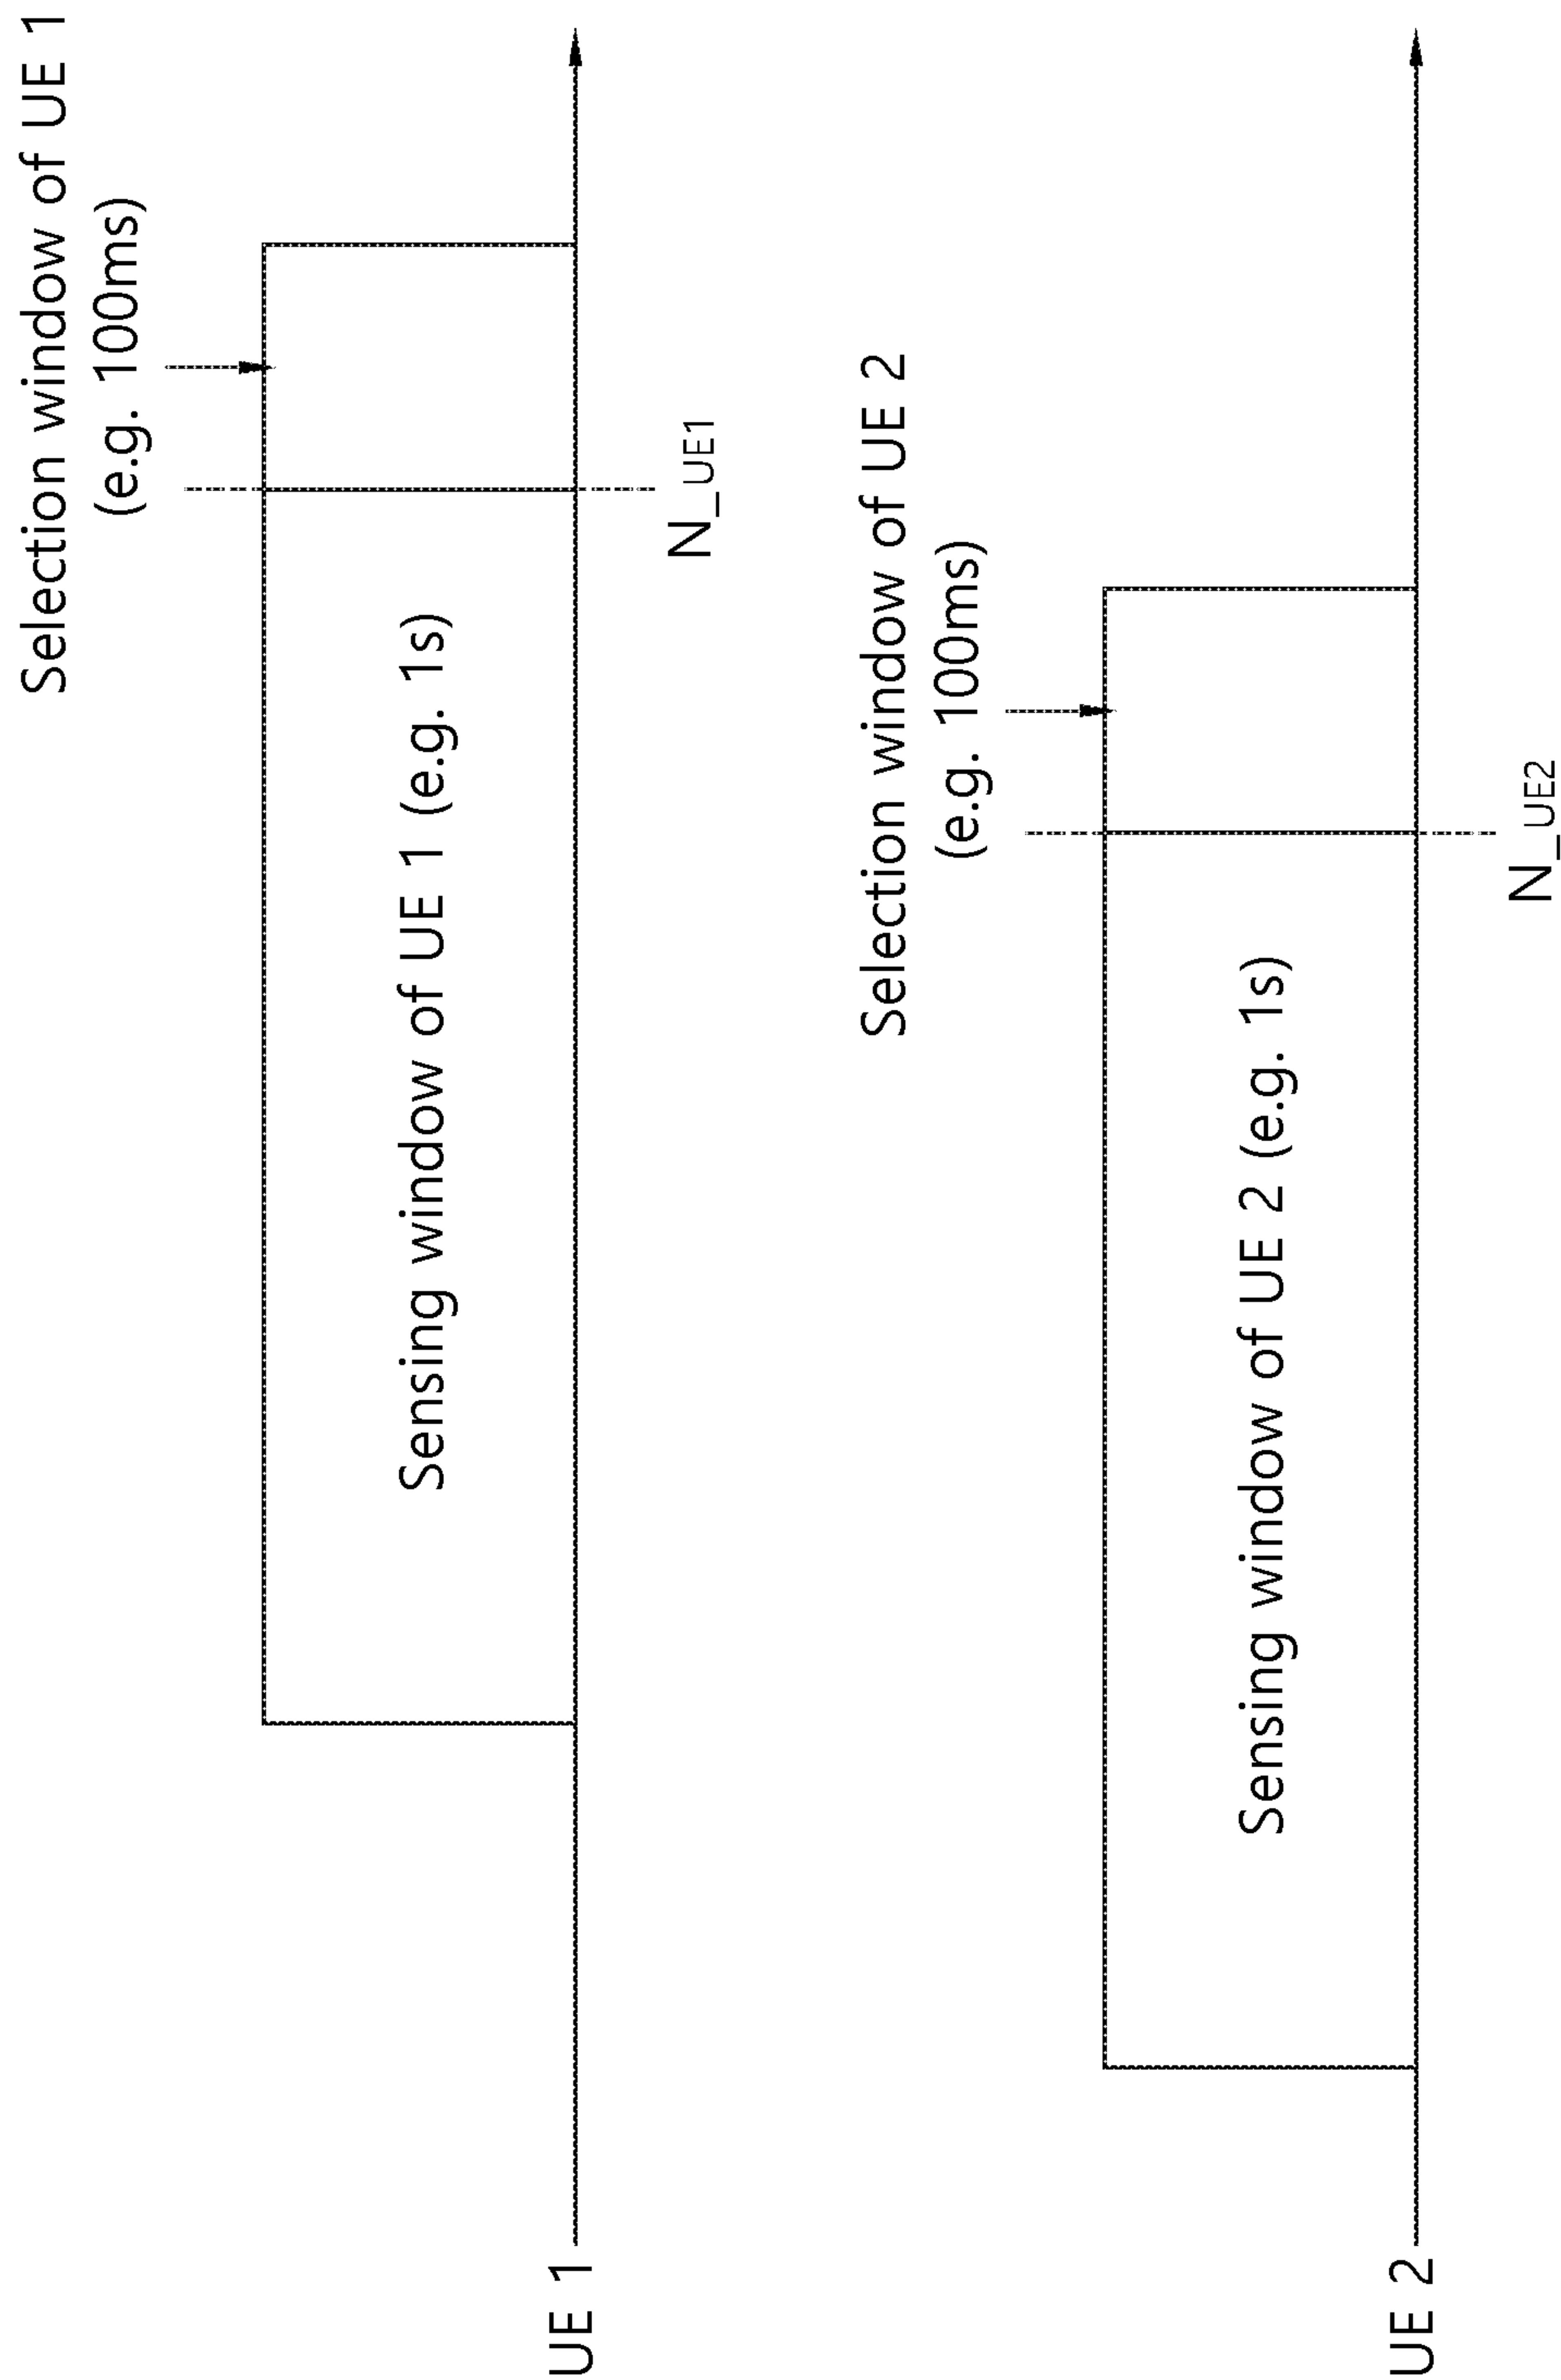 Selection window of UE 1
(e.g. 100ms)
Sensing window of UE 1 (e.g. 1s)
UE 1
N_UE1
Selection window of UE 2
(e.g. 100ms)
Sensing window of UE 2 (e.g. 1s)
UE 2
N_UE2